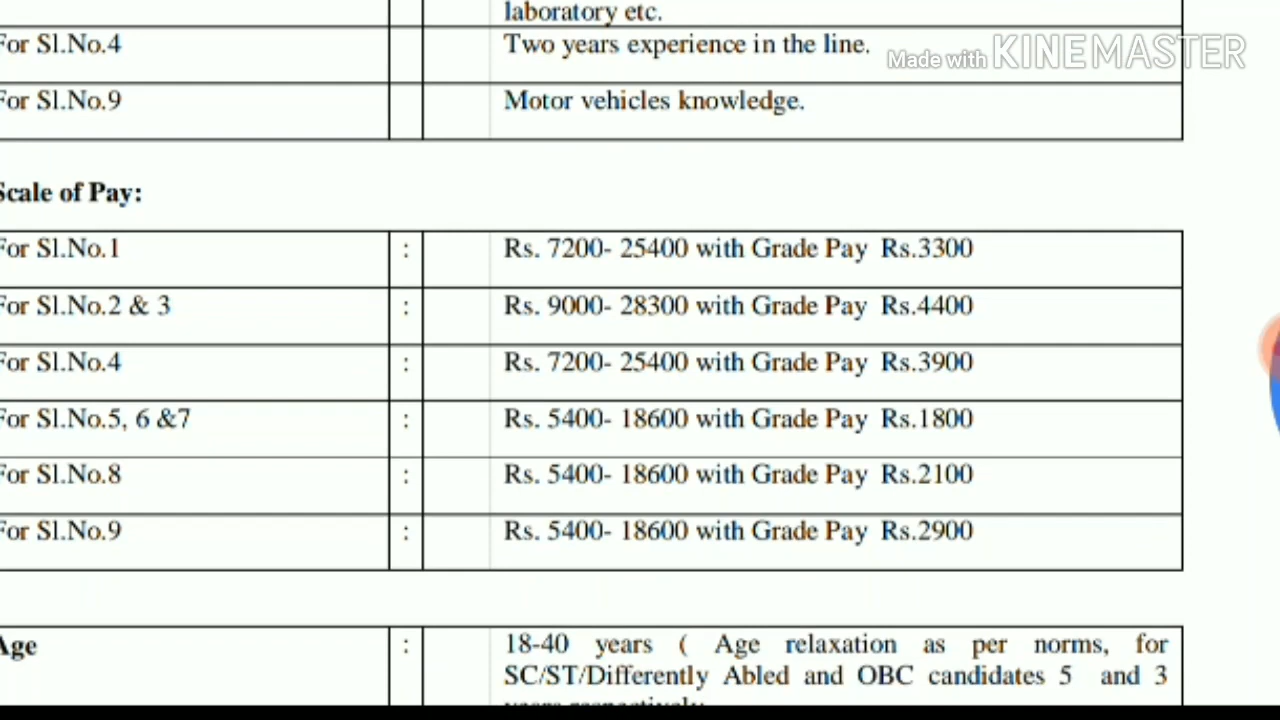 laboratory etc.
For Sl.No.4 Two years experience in the line.
Made with KINEMASTER
For Sl.No.9 Motor vehicles knowledge.
Scale of Pay:
For Sl.No.1 : Rs. 7200- 25400 with Grade Pay Rs.3300
For Sl.No.2 & 3 : Rs. 9000- 28300 with Grade Pay Rs.4400
For Sl.No.4 : Rs. 7200- 25400 with Grade Pay Rs.3900
For Sl.No.5, 6 &7 : Rs. 5400- 18600 with Grade Pay Rs.1800
For Sl.No.8 : Rs. 5400- 18600 with Grade Pay Rs.2100
For Sl.No.9 : Rs. 5400- 18600 with Grade Pay Rs.2900
Age : 18-40 years ( Age relaxation as per norms, for
SC/ST/Differently Abled and OBC candidates 5 and 3